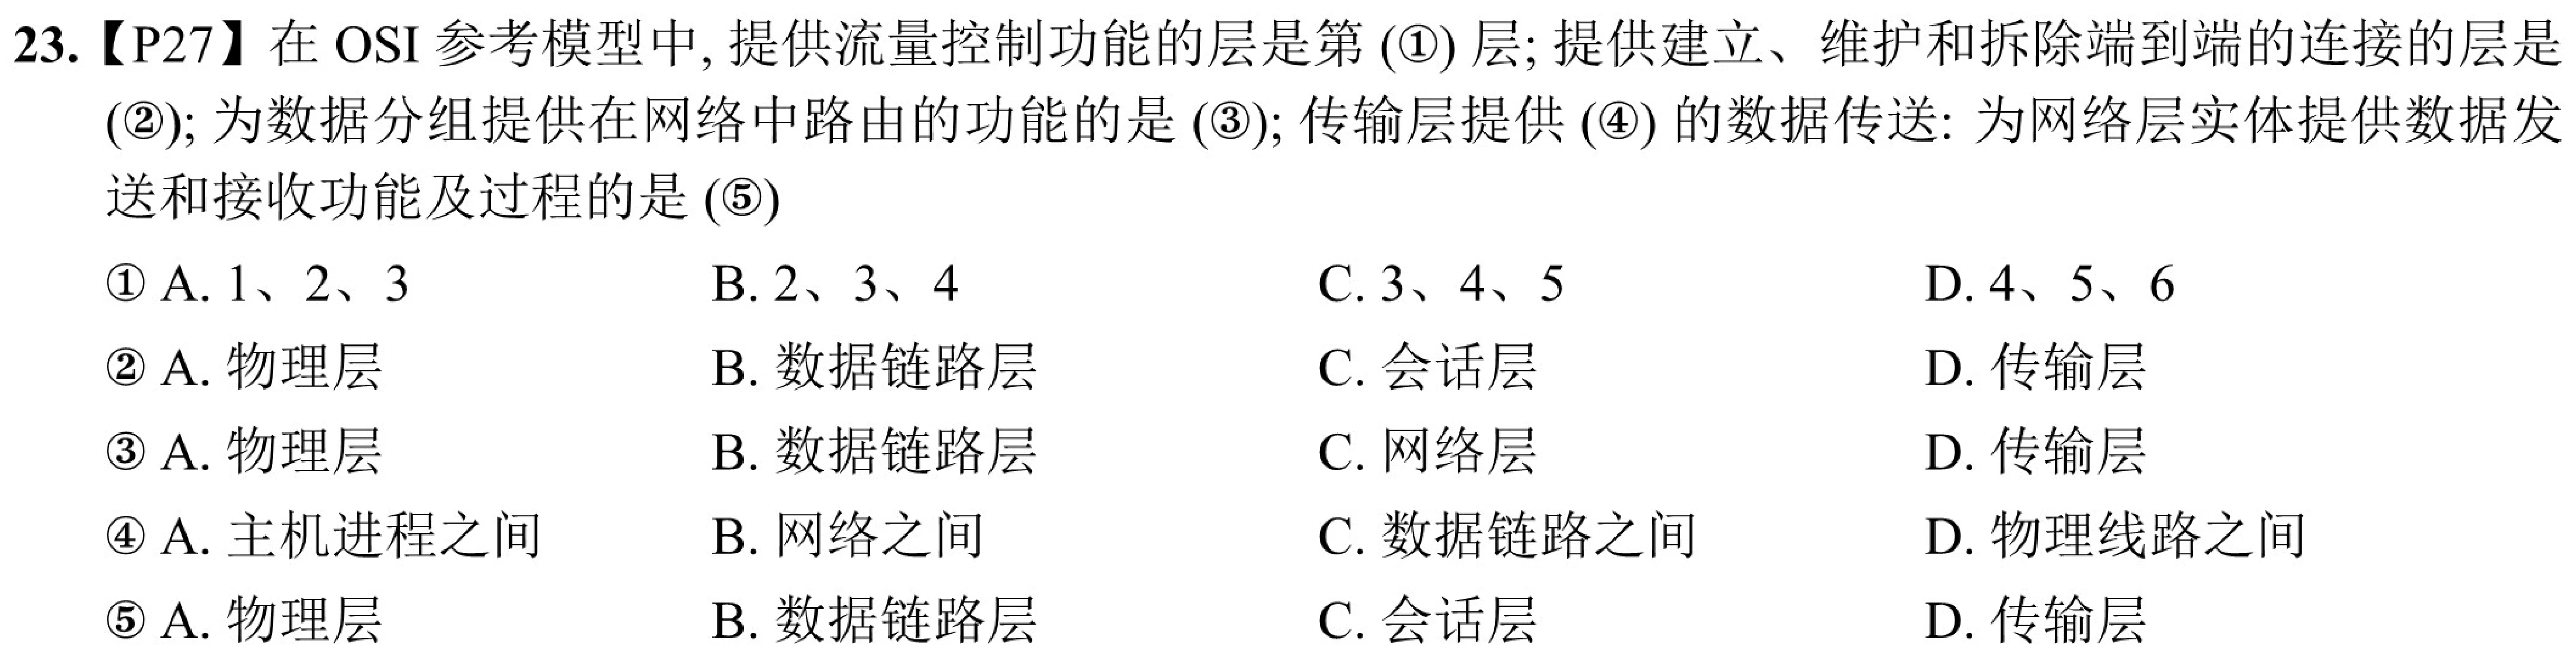 23.【P27】在 OSI 参考模型中, 提供流量控制功能的层是第 (①) 层; 提供建立、维护和拆除端到端的连接的层是
(②); 为数据分组提供在网络中路由的功能的是 (③); 传输层提供 (④) 的数据传送: 为网络层实体提供数据发
送和接收功能及过程的是 (⑤)
① A. 1、2、3 B. 2、3、4 C. 3、4、5 D. 4、5、6
② A. 物理层 B. 数据链路层 C. 会话层 D. 传输层
③ A. 物理层 B. 数据链路层 C. 网络层 D. 传输层
④ A. 主机进程之间 B. 网络之间 C. 数据链路之间 D. 物理线路之间
⑤ A. 物理层 B. 数据链路层 C. 会话层 D. 传输层